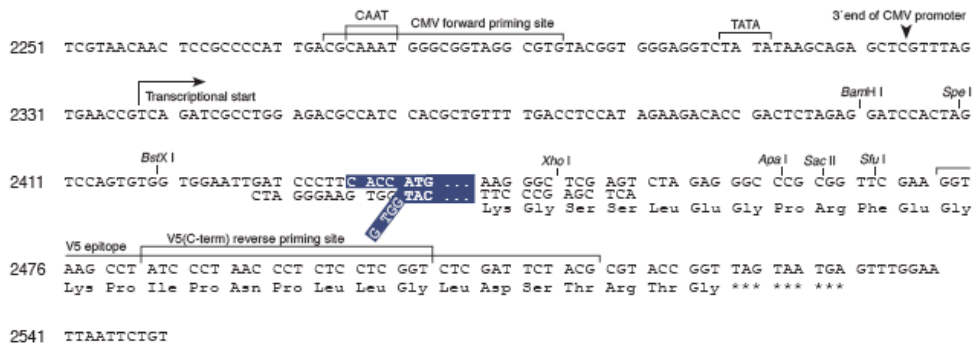 CAAT CMV forward priming site TATA 3´end of CMV promoter
2251 TCGTAACAAC TCCGCCCCAT TGACGCAAAT GGGCGGTAGG CGTGTACGGT GGGAGGTCTA TATAAGCAGA GCTCGTTTAG
Transcriptional start BamH I Spe I
2331 TGAACCGTCA GATCGCCTGG AGACGCCATC CACGCTGTTT TGACCTCCAT AGAAGACACC GACTCTAGAG GATCCACTAG
BstX I Xho I Apa I Sac II Sfu I
2411 TCCAGTGTGG TGGAATTGAT CCCTTC ACC ATG ... AAG GGC TCG AGT CTA GAG GGC CCG CGG TTC GAA GGT
CTA GGGAAG TGG TAC ... TTC CCG AGC TCA
G TGG
Lys Gly Ser Ser Leu Glu Gly Pro Arg Phe Glu Gly
V5 epitope V5(C-term) reverse priming site
2476 AAG CCT ATC CCT AAC CCT CTC CTC GGT CTC GAT TCT ACG CGT ACC GGT TAG TAA TGA GTTTGGAA
Lys Pro Ile Pro Asn Pro Leu Leu Gly Leu Asp Ser Thr Arg Thr Gly *** *** ***
2541 TTAATTCTGT